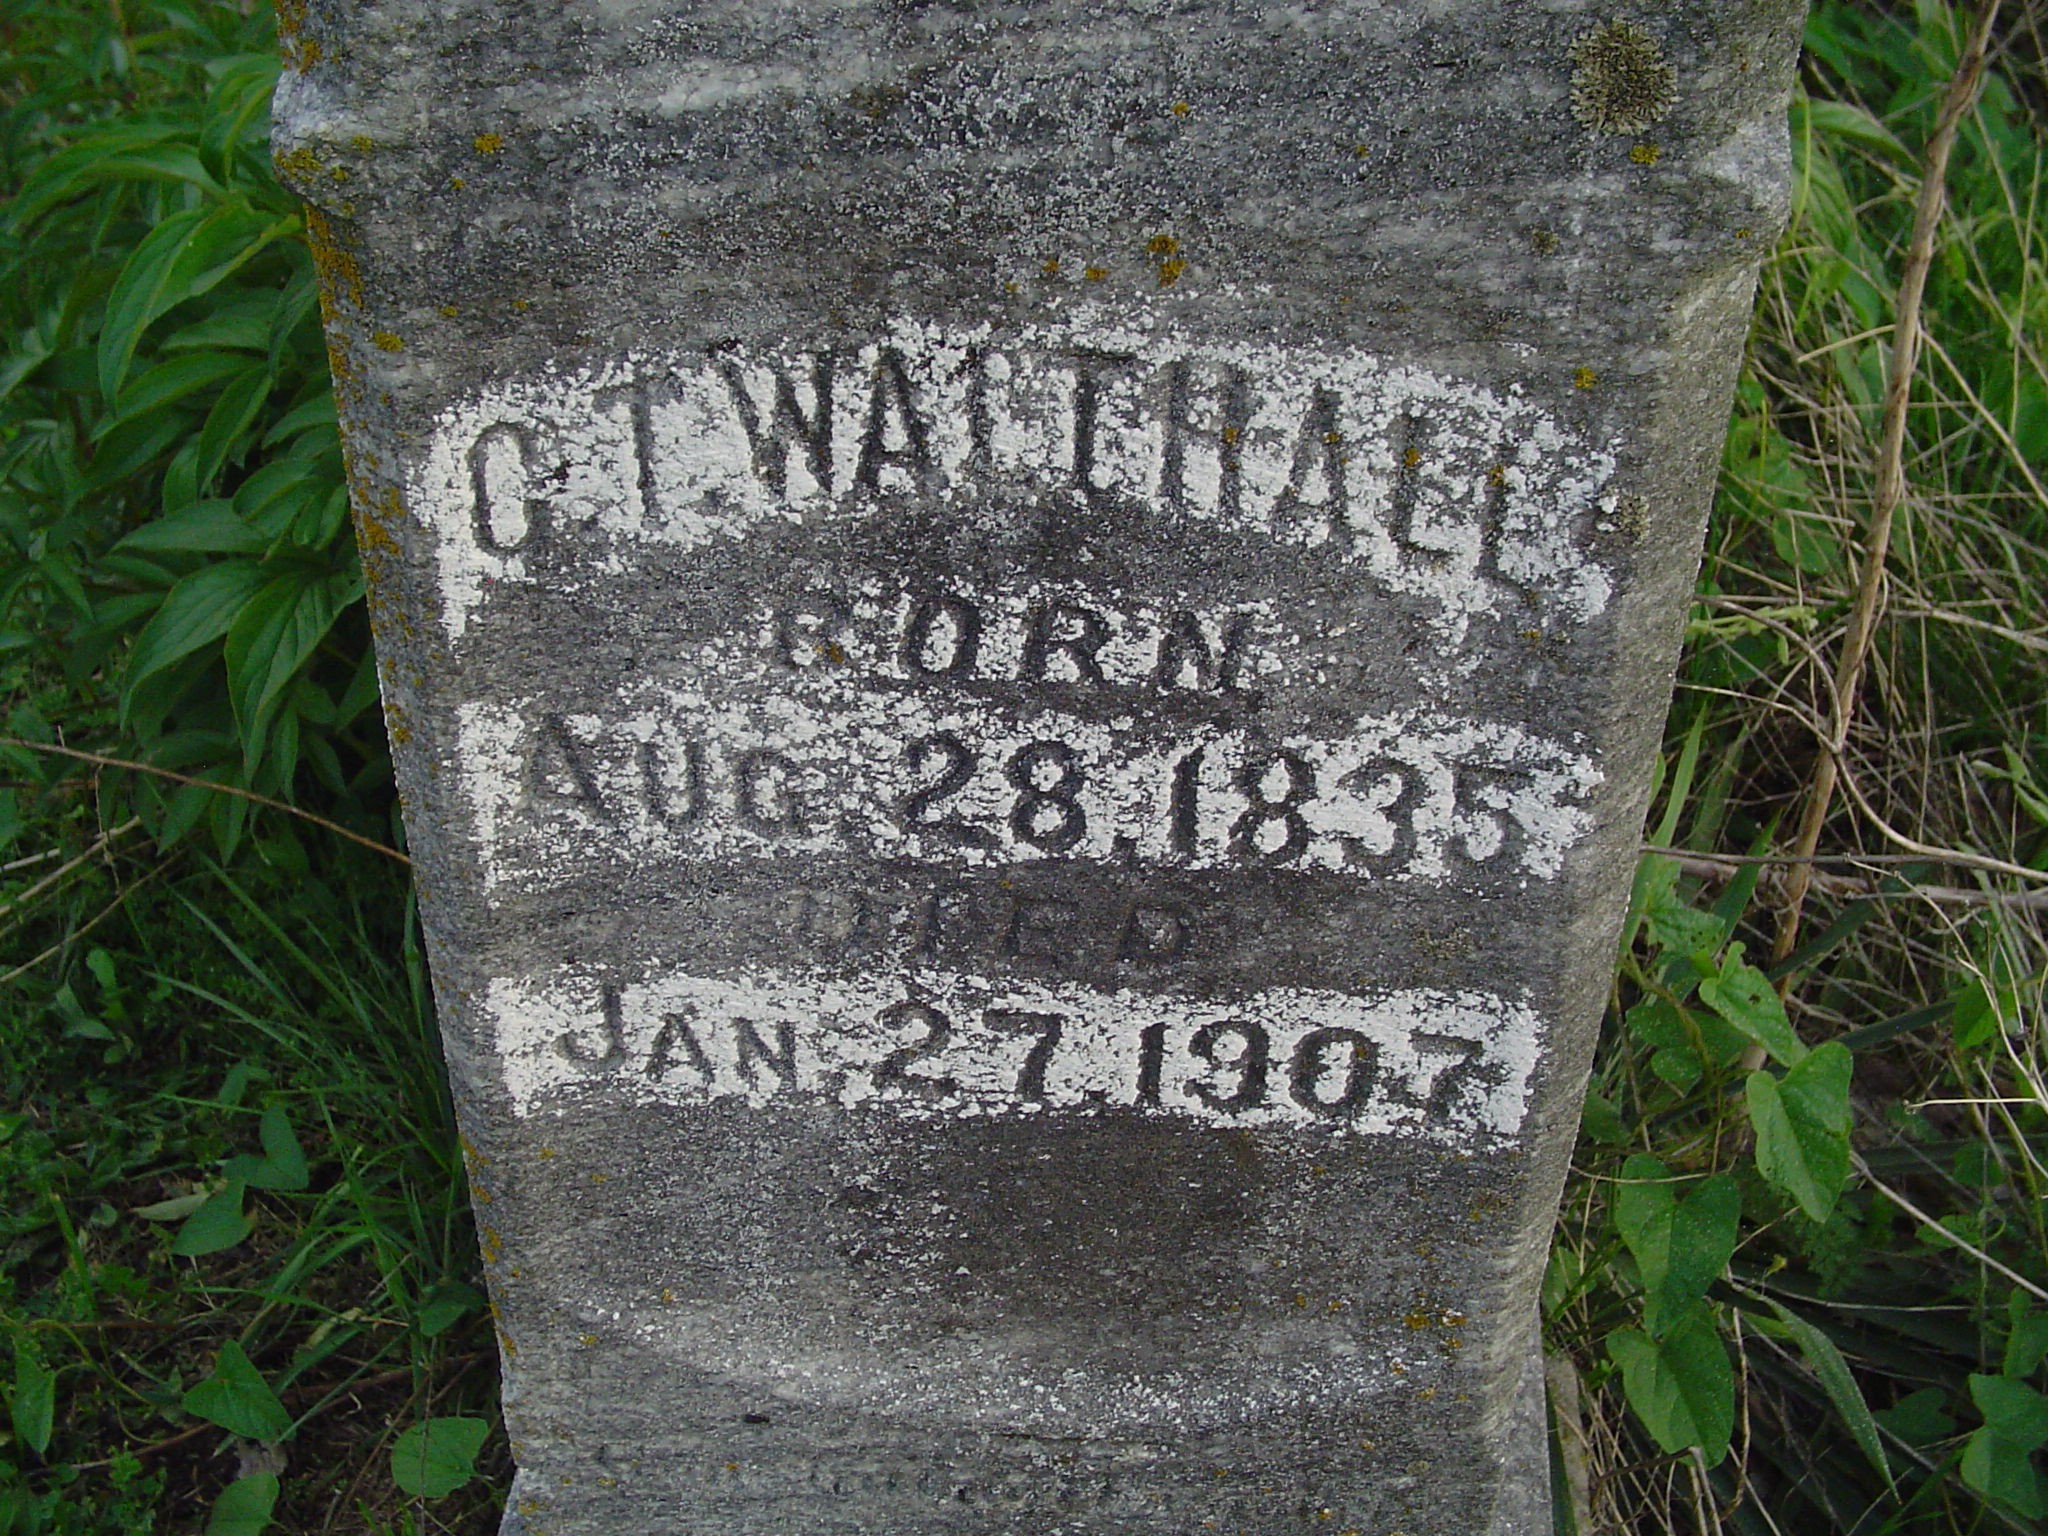 C. T. WALTHALL
BORN
AUG. 28, 1835
DIED
JAN. 27, 1907